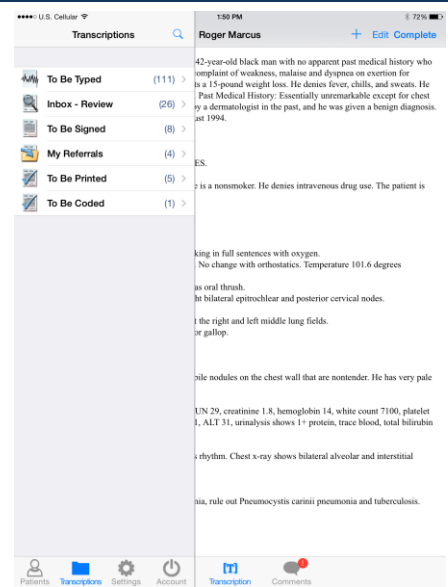 U.S. Cellular
1:50 PM
72%
Transcriptions
Roger Marcus
+ Edit Complete
To Be Typed (111) >
Inbox - Review (26) >
To Be Signed (8) >
My Referrals (4) >
To Be Printed (5) >
To Be Coded (1) >
42-year-old black man with no apparent past medical history who
omplaint of weakness, malaise and dyspnea on exertion for
ts a 15-pound weight loss. He denies fever, chills, and sweats. He
Past Medical History: Essentially unremarkable except for chest
by a dermatologist in the past, and he was given a benign diagnosis.
ust 1994.
ES.
e is a nonsmoker. He denies intravenous drug use. The patient is
king in full sentences with oxygen.
No change with orthostatics. Temperature 101.6 degrees
as oral thrush.
ht bilateral epitrochlear and posterior cervical nodes.
t the right and left middle lung fields.
or gallop.
bile nodules on the chest wall that are nontender. He has very pale
UN 29, creatinine 1.8, hemoglobin 14, white count 7100, platelet
1, ALT 31, urinalysis shows 1+ protein, trace blood, total bilirubin
s rhythm. Chest x-ray shows bilateral alveolar and interstitial
nia, rule out Pneumocystis carinii pneumonia and tuberculosis.
[T]
Patients Transcriptions Settings Account Transcription Comments